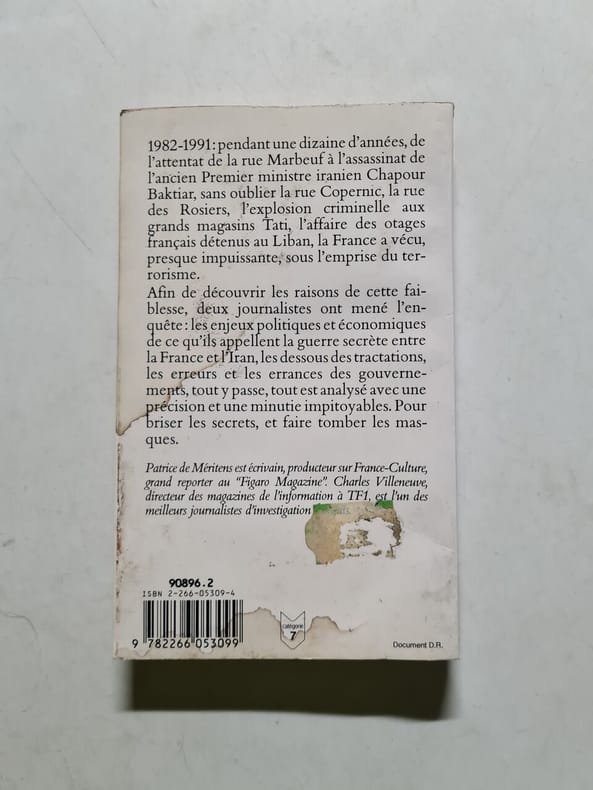 1982-1991 : pendant une dizaine d'années, de
l'attentat de la rue Marbeuf à l'assassinat de
l'ancien Premier ministre iranien Chapour
Baktiar, sans oublier la rue Copernic, la rue
des Rosiers, l'explosion criminelle aux
grands magasins Tati, l'affaire des otages
français détenus au Liban, la France a vécu,
presque impuissante, sous l'emprise du ter-
rorisme.
Afin de découvrir les raisons de cette fai-
blesse, deux journalistes ont mené l'en-
quête : les enjeux politiques et économiques
de ce qu'ils appellent la guerre secrète entre
la France et l'Iran, les dessous des tractations,
les erreurs et les errances des gouverne-
ments, tout y passe, tout est analysé avec une
précision et une minutie impitoyables. Pour
briser les secrets, et faire tomber les mas-
ques.
Patrice de Méritens est écrivain, producteur sur France-Culture,
grand reporter au "Figaro Magazine". Charles Villeneuve,
directeur des magazines de l'information à TF1, est l'un des
meilleurs journalistes d'investigation
90896.2
ISBN 2-266-05309-4
9 782266 053099
catégorie
7
Document D.R.